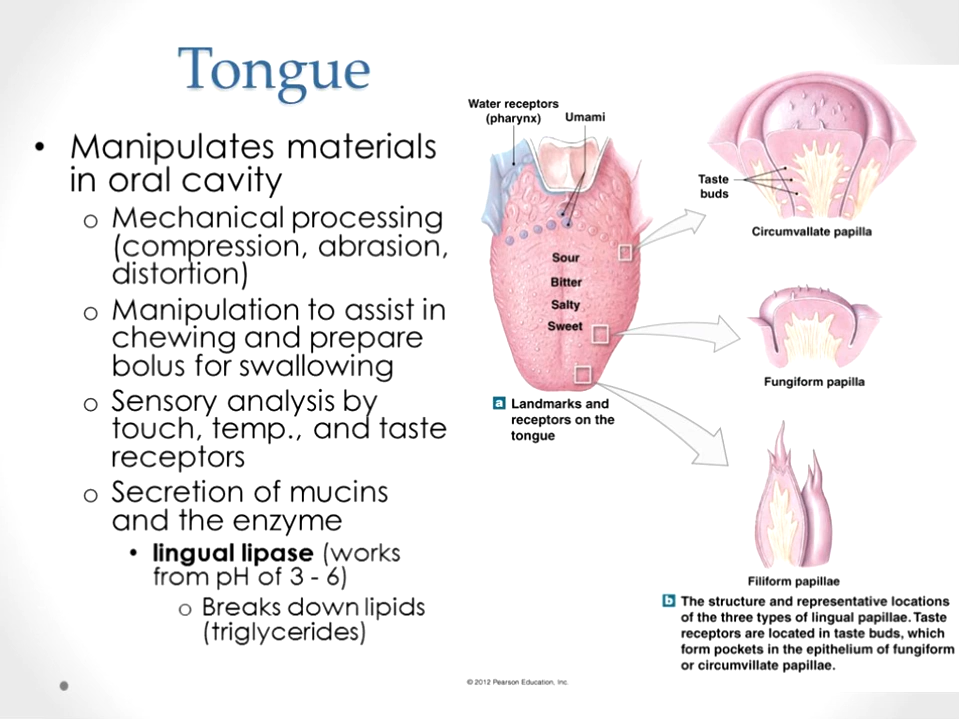 Tongue
• Manipulates materials
in oral cavity
o Mechanical processing
(compression, abrasion,
distortion)
o Manipulation to assist in
chewing and prepare
bolus for swallowing
o Sensory analysis by
touch, temp., and taste
receptors
o Secretion of mucins
and the enzyme
• lingual lipase (works
from pH of 3 - 6)
o Breaks down lipids
(triglycerides)
Water receptors
(pharynx)
Umami
Sour
Bitter
Salty
Sweet
a Landmarks and
receptors on the
tongue
Taste
buds
Circumvallate papilla
Fungiform papilla
Filiform papillae
b The structure and representative locations
of the three types of lingual papillae. Taste
receptors are located in taste buds, which
form pockets in the epithelium of fungiform
or circumvillate papillae.
© 2012 Pearson Education, Inc.